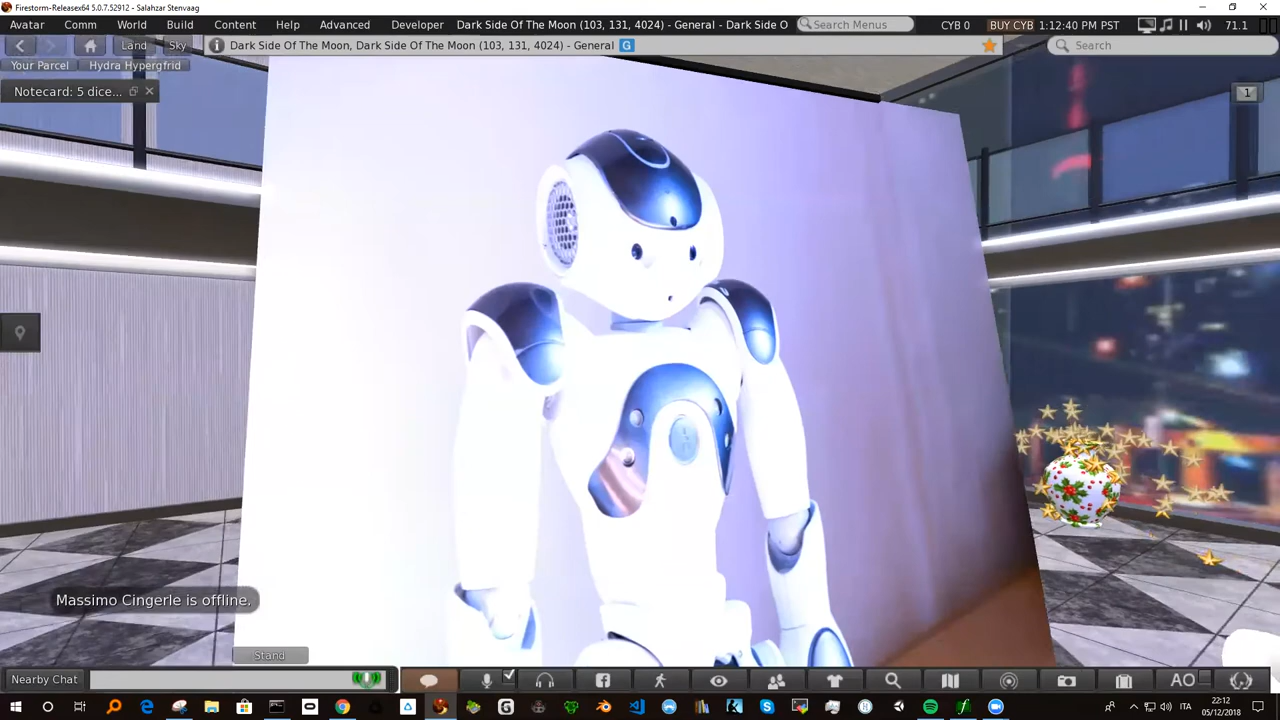 Firestorm-Releasex64 5.0.7.52912 - Salahzar Stenvaag
Avatar Comm World Build Content Help Firestorm Advanced Developer Dark Side Of The Moon (103, 131, 4024) - General - Dark Side O Search Menus CYB 0 BUY CYB 1:12:40 PM PST 71.1
Land Sky Dark Side Of The Moon, Dark Side Of The Moon (103, 131, 4024) - General G Search
Your Parcel Hydra Hypergfrid
Notecard: 5 dice... 1
Massimo Cingerle is offline.
Stand
Nearby Chat AO
22:12
ITA
05/12/2018